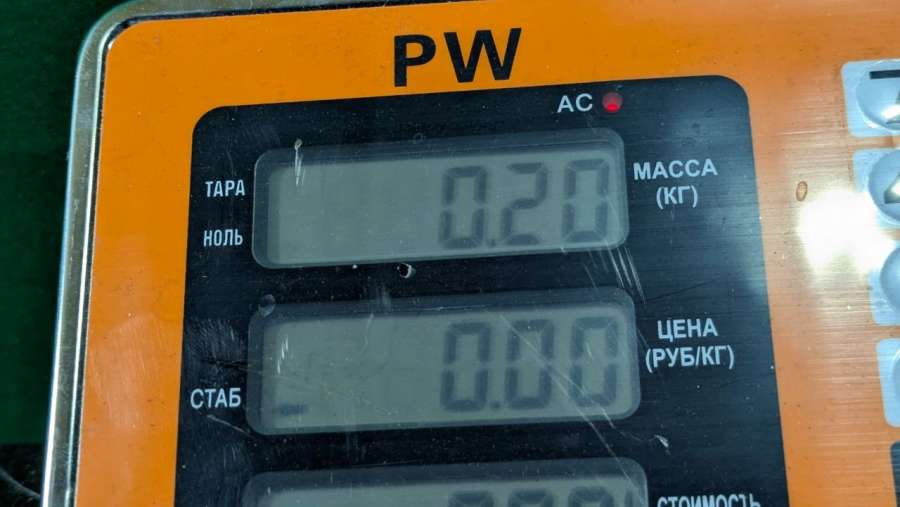 PW
AC
ТАРА
0.20
МАССА
(КГ)
НОЛЬ
0.00
ЦЕНА
(РУБ/КГ)
СТАБ
СТОИМОСТЬ